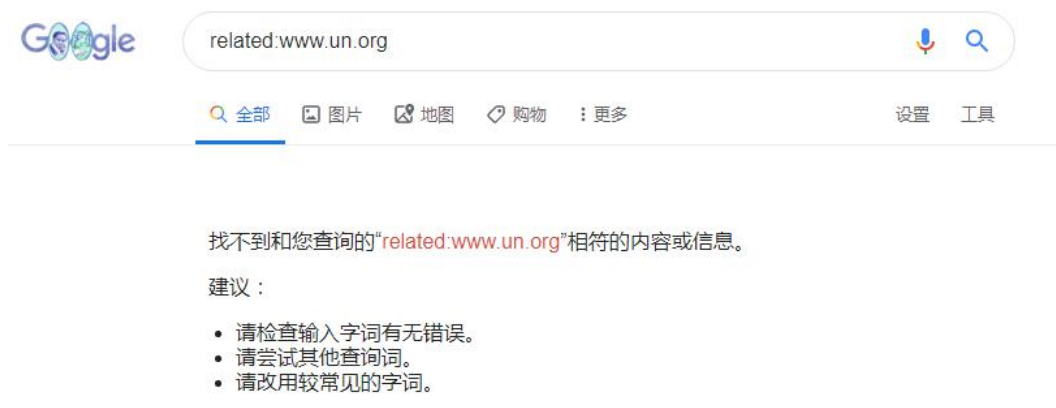 Google
related:www.un.org
全部 图片 地图 购物 更多 设置 工具
找不到和您查询的“related:www.un.org”相符的内容或信息。
建议：
请检查输入字词有无错误。
请尝试其他查询词。
请改用较常见的字词。